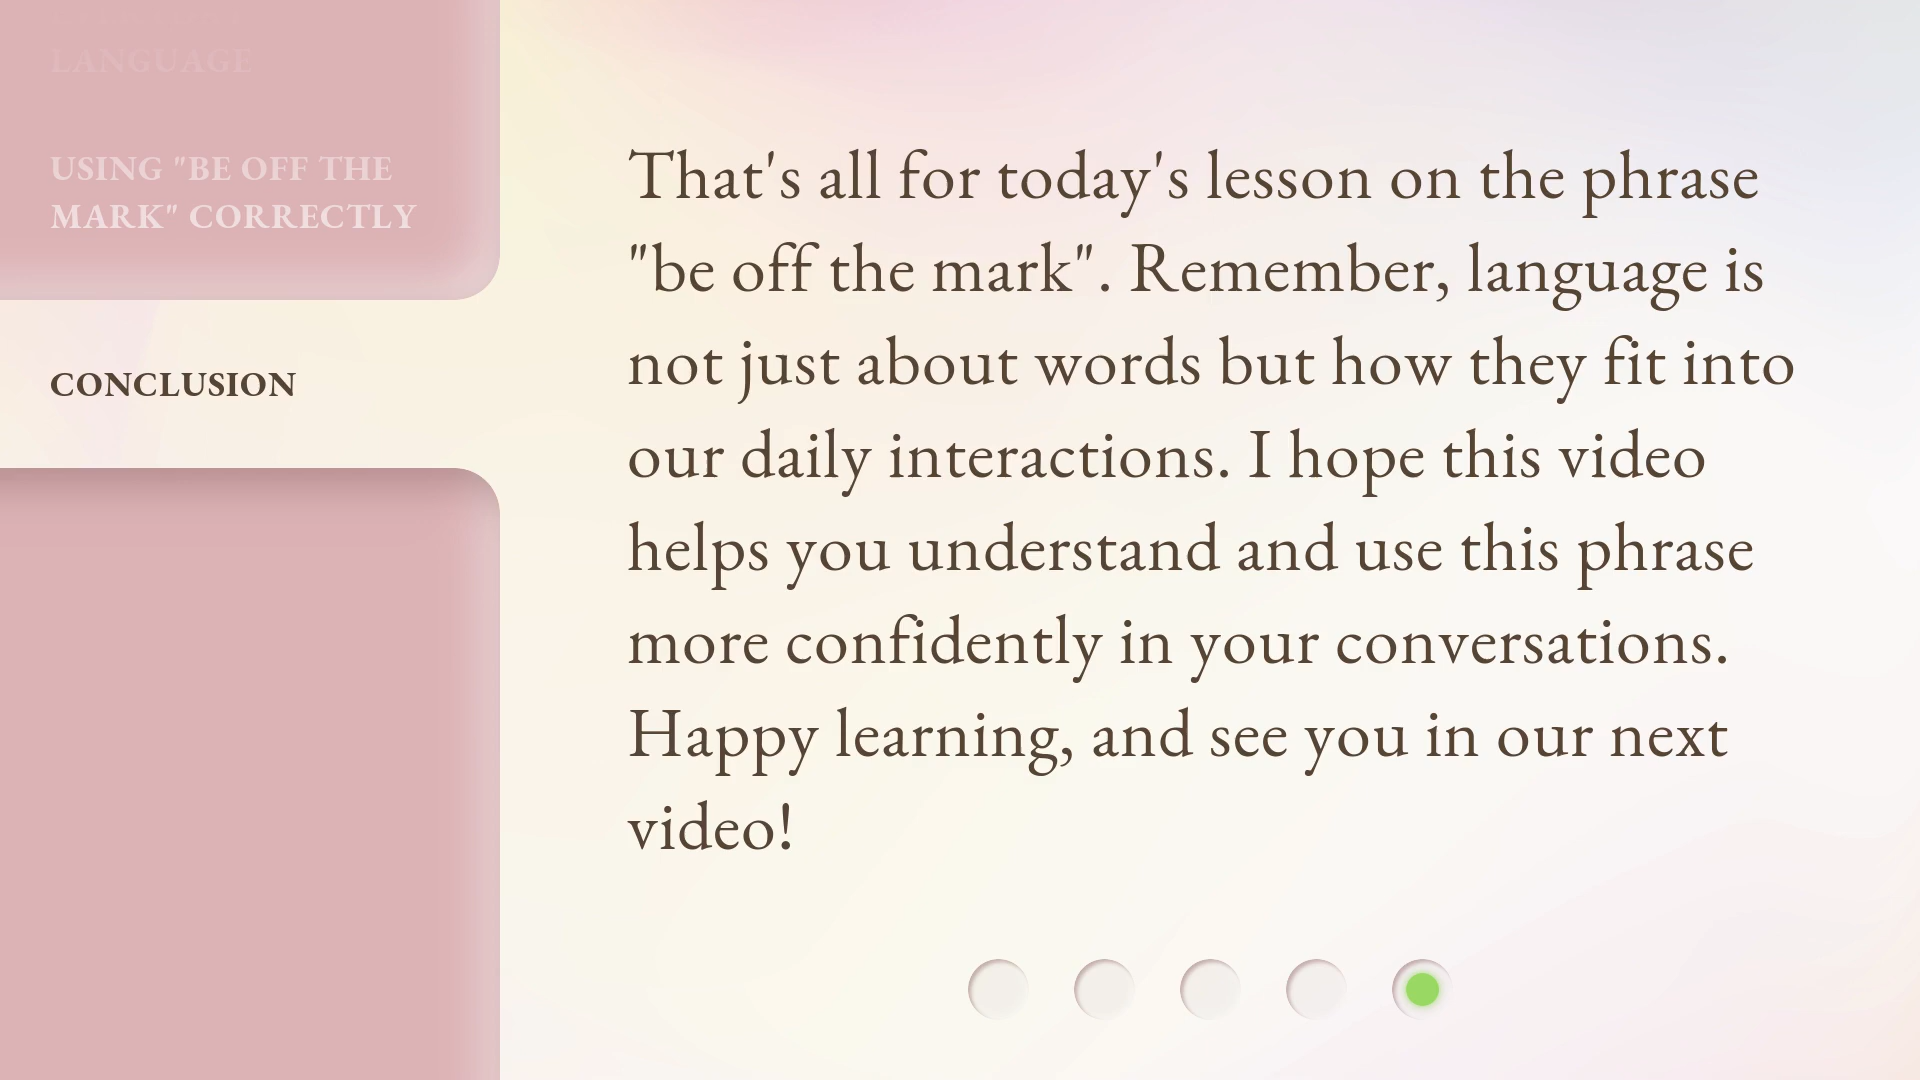 LANGUAGE
USING "BE OFF THE
MARK" CORRECTLY
CONCLUSION
That's all for today's lesson on the phrase
"be off the mark". Remember, language is
not just about words but how they fit into
our daily interactions. I hope this video
helps you understand and use this phrase
more confidently in your conversations.
Happy learning, and see you in our next
video!